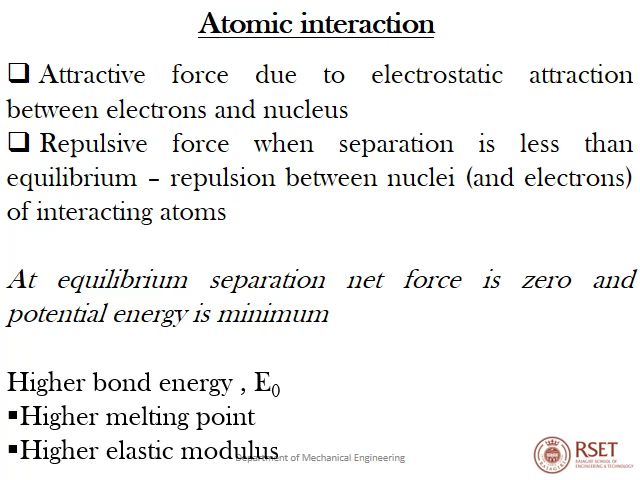 Atomic interaction
❑ Attractive force due to electrostatic attraction
between electrons and nucleus
❑ Repulsive force when separation is less than
equilibrium – repulsion between nuclei (and electrons)
of interacting atoms
At equilibrium separation net force is zero and
potential energy is minimum
Higher bond energy , E₀
▪Higher melting point
▪Higher elastic modulus
Department of Mechanical Engineering
RSET
RAJAGIRI SCHOOL OF
ENGINEERING & TECHNOLOGY
RAJAGIRI